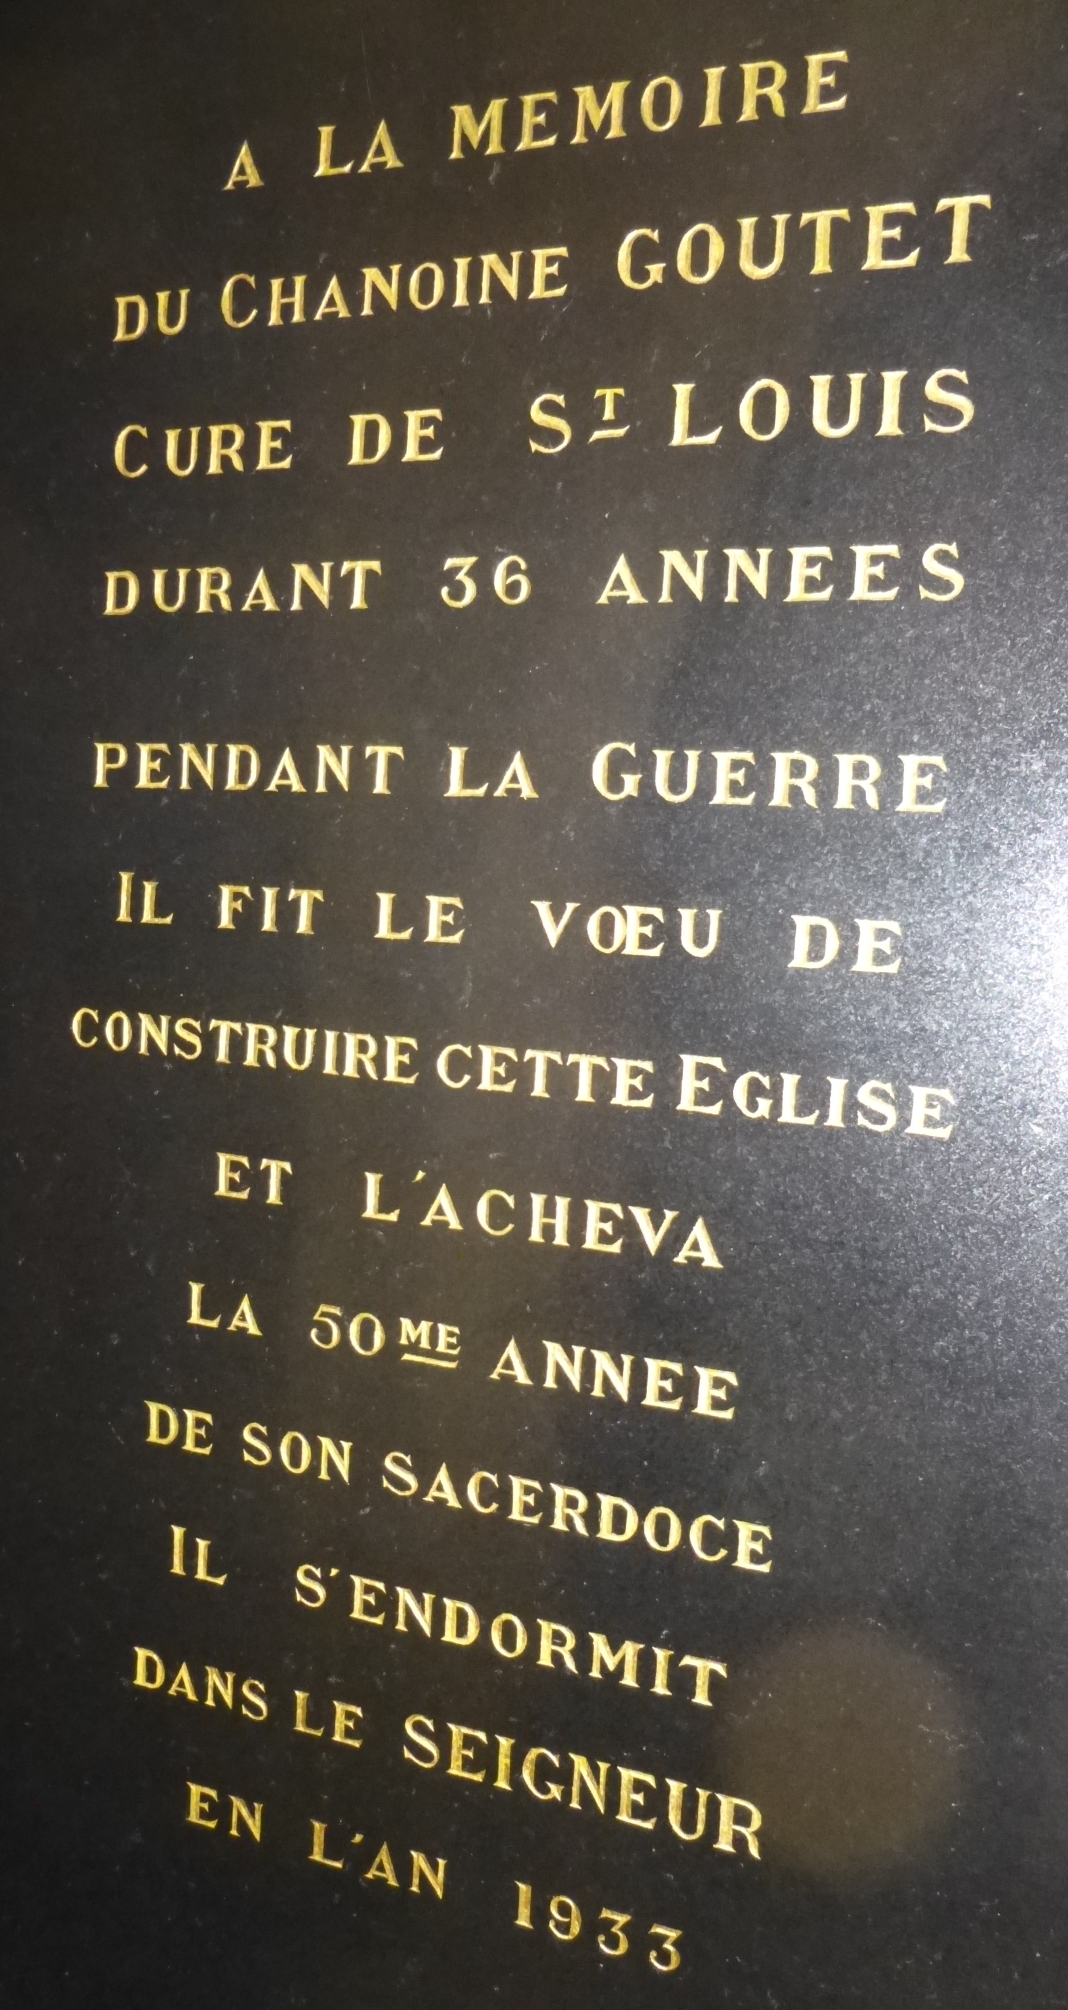 A LA MEMOIRE
DU CHANOINE GOUTET
CURE DE ST LOUIS
DURANT 36 ANNEES
PENDANT LA GUERRE
IL FIT LE VŒU DE
CONSTRUIRE CETTE EGLISE
ET L'ACHEVA
LA 50ME ANNEE
DE SON SACERDOCE
IL S'ENDORMIT
DANS LE SEIGNEUR
EN L'AN 1933